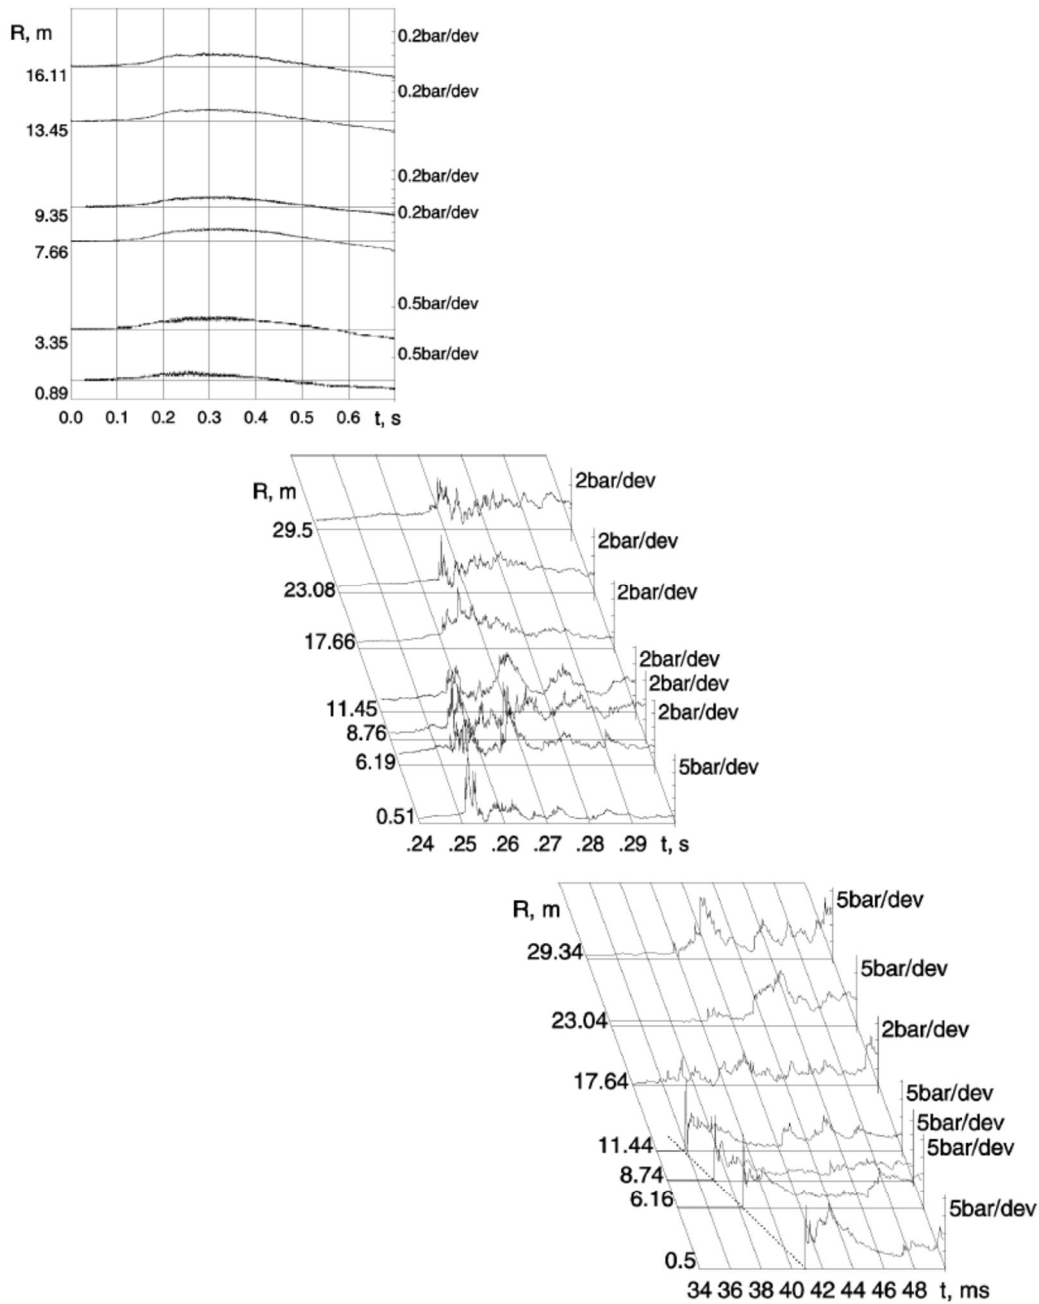 R, m
0.2bar/dev
16.11
0.2bar/dev
13.45
0.2bar/dev
9.35
0.2bar/dev
7.66
0.5bar/dev
3.35
0.5bar/dev
0.89
0.0 0.1 0.2 0.3 0.4 0.5 0.6 t, s
R, m
2bar/dev
29.5
2bar/dev
23.08
2bar/dev
17.66
2bar/dev
11.45
2bar/dev
8.76
2bar/dev
6.19
5bar/dev
0.51
.24 .25 .26 .27 .28 .29 t, s
R, m
5bar/dev
29.34
5bar/dev
23.04
2bar/dev
17.64
5bar/dev
11.44
5bar/dev
8.74
5bar/dev
6.16
5bar/dev
0.5
34 36 38 40 42 44 46 48 t, ms